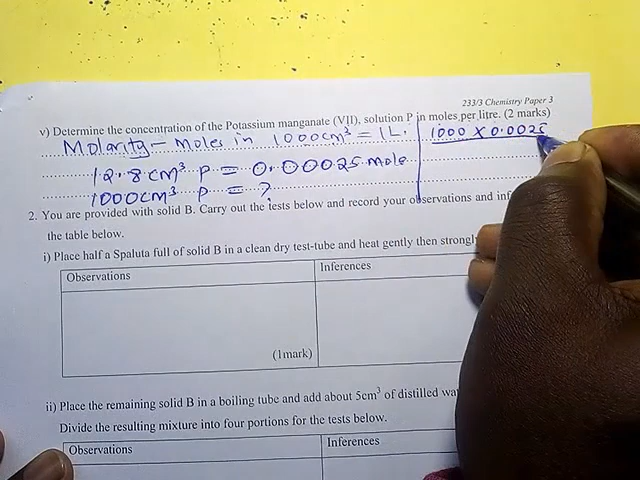 233/3 Chemistry Paper 3
v) Determine the concentration of the Potassium manganate (VII), solution P in moles per litre. (2 marks)
Molarity - moles in 1000cm³ = 1L.
12.8cm³ P = 0.00025mole
1000cm³ P = ?
1000 X 0.0025
2. You are provided with solid B. Carry out the tests below and record your observations and
the table below.
i) Place half a Spaluta full of solid B in a clean dry test-tube and heat gently then
Observations
Inferences
(1mark)
ii) Place the remaining solid B in a boiling tube and add about 5cm³ of distilled
Divide the resulting mixture into four portions for the tests below.
Observations
Inferences